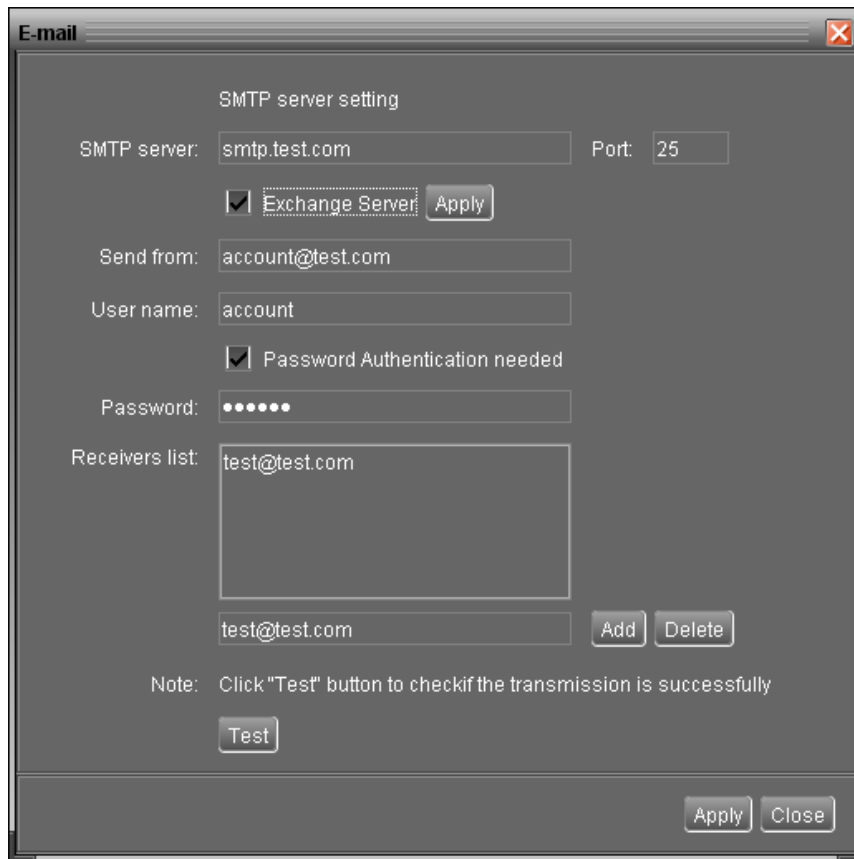 E-mail
SMTP server setting
SMTP server: smtp.test.com Port: 25
Exchange Server Apply
Send from: account@test.com
User name: account
Password Authentication needed
Password: ••••••
Receivers list: test@test.com
test@test.com Add Delete
Note: Click "Test" button to checkif the transmission is successfully
Test
Apply Close